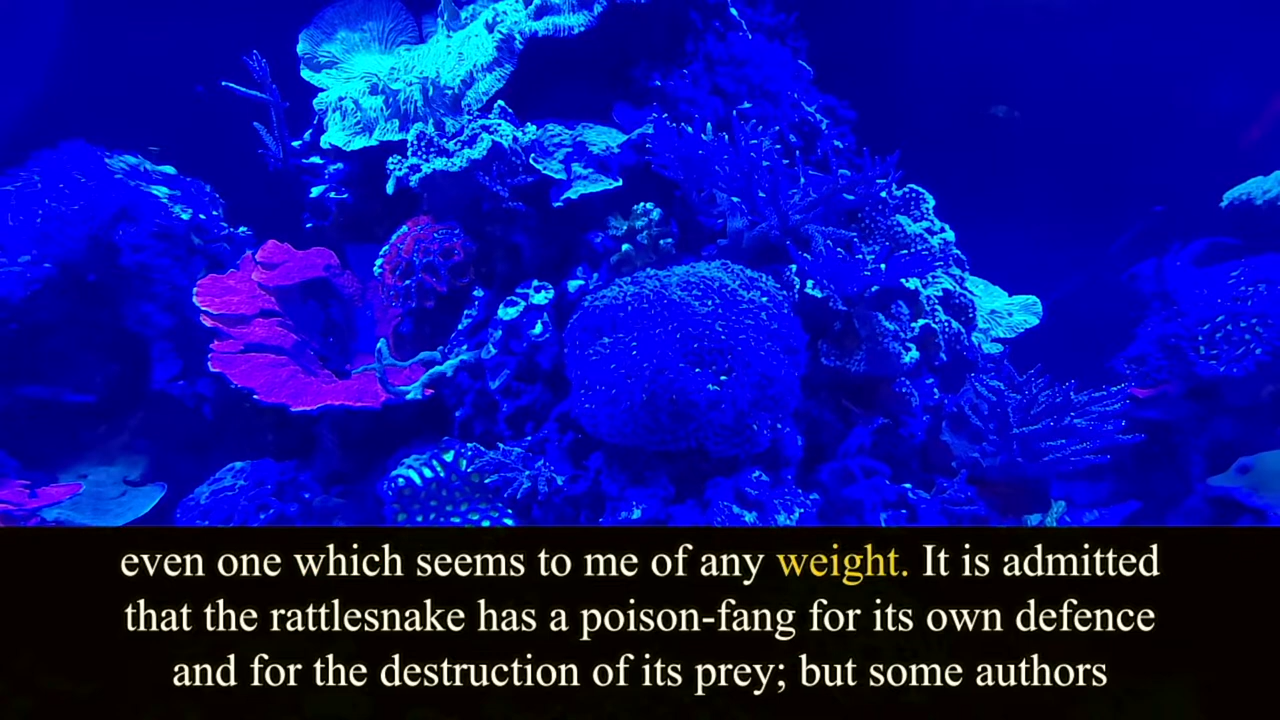 even one which seems to me of any weight. It is admitted
that the rattlesnake has a poison-fang for its own defence
and for the destruction of its prey; but some authors